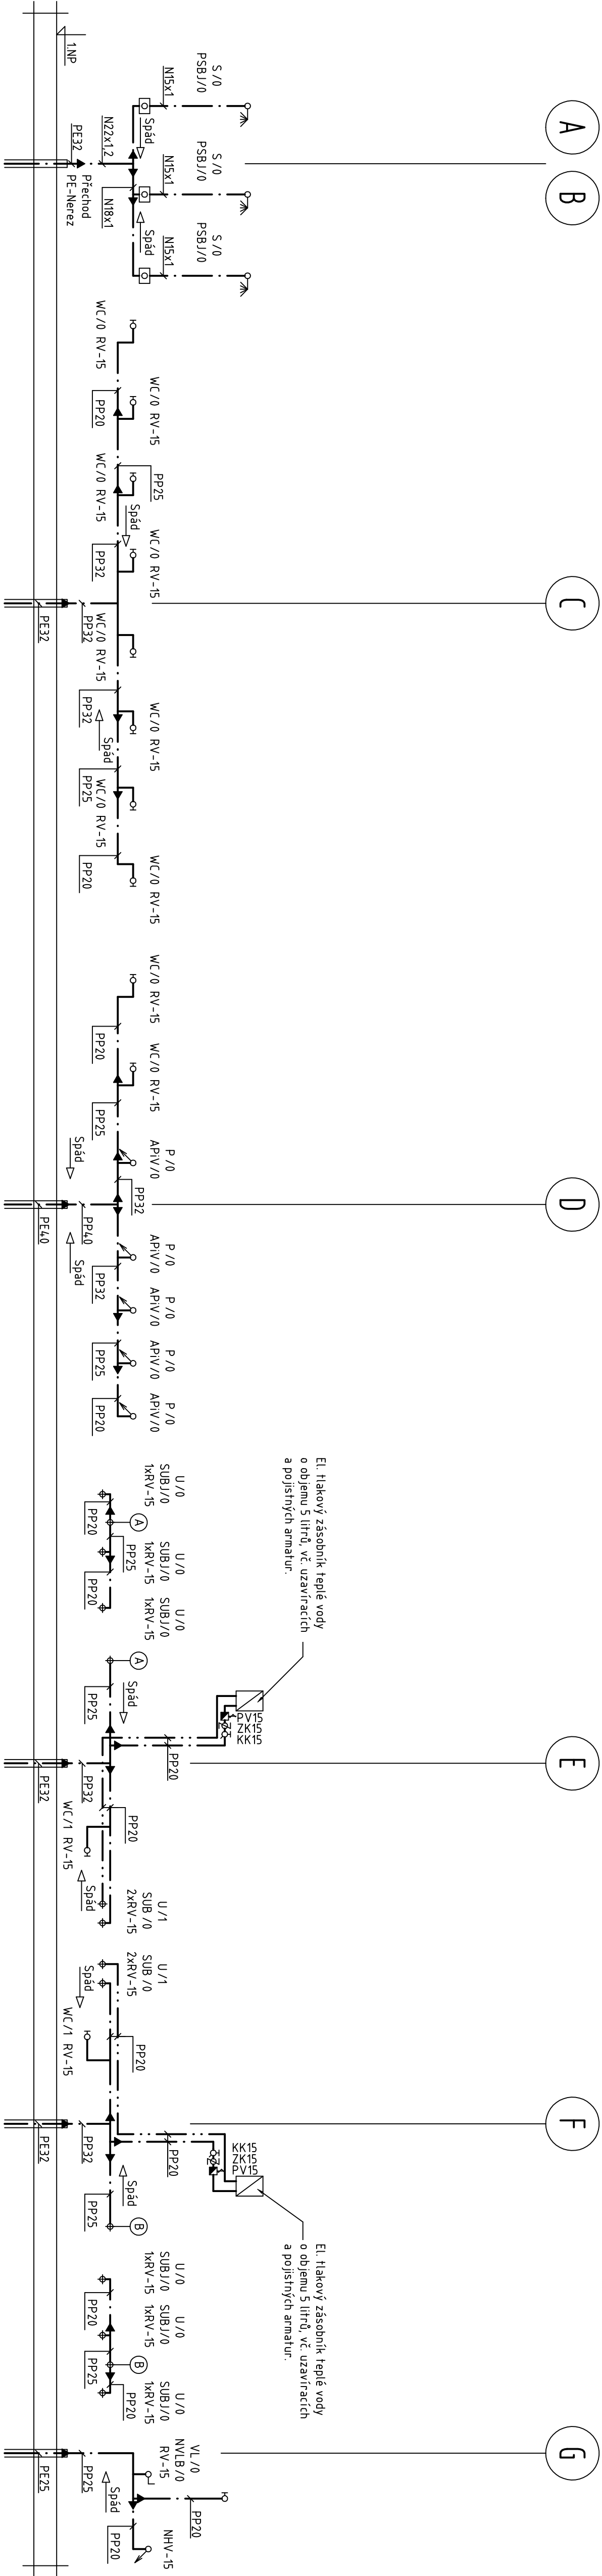 A
B
S /0
PSBJ/0
S /0
PSBJ/0
S /0
PSBJ/0
N15x1
N15x1
N15x1
Spád
Spád
N22x1,2
N18x1
PE32
Přechod
PE-Nerez
1.NP
C
WC/0 RV-15
WC/0 RV-15
WC/0 RV-15
WC/0 RV-15
WC/0 RV-15
WC/0 RV-15
WC/0 RV-15
WC/0 RV-15
PP20
PP25
Spád
PP32
PP32
PE32
PP32
Spád
PP25
PP20
D
WC/0 RV-15
WC/0 RV-15
P /0
APiV/0
P /0
APiV/0
P /0
APiV/0
P /0
APiV/0
P /0
APiV/0
PP20
PP25
Spád
PP32
PP40
PE40
Spád
PP32
PP25
PP20
E
El. tlakový zásobník teplé vody
o objemu 5 litrů, vč. uzavíracích
a pojistných armatur.
U /0
SUBJ/0
1xRV-15
U /0
SUBJ/0
1xRV-15
U /0
SUBJ/0
1xRV-15
PP20
A
PP25
PP20
A
PP25
Spád
PV15
ZK15
KK15
PP20
PP32
PE32
PP20
WC/1 RV-15
Spád
U /1
SUB /0
2xRV-15
F
U /1
SUB /0
2xRV-15
Spád
WC/1 RV-15
PP20
PP32
PE32
PP20
KK15
ZK15
PV15
Spád
PP25
B
El. tlakový zásobník teplé vody
o objemu 5 litrů, vč. uzavíracích
a pojistných armatur.
U /0
SUBJ/0
1xRV-15
U /0
SUBJ/0
1xRV-15
U /0
SUBJ/0
1xRV-15
PP20
PP25
B
PP20
G
VL /0
NVLB /0
RV-15
PP25
PE25
Spád
PP20
PP20
NHV-15